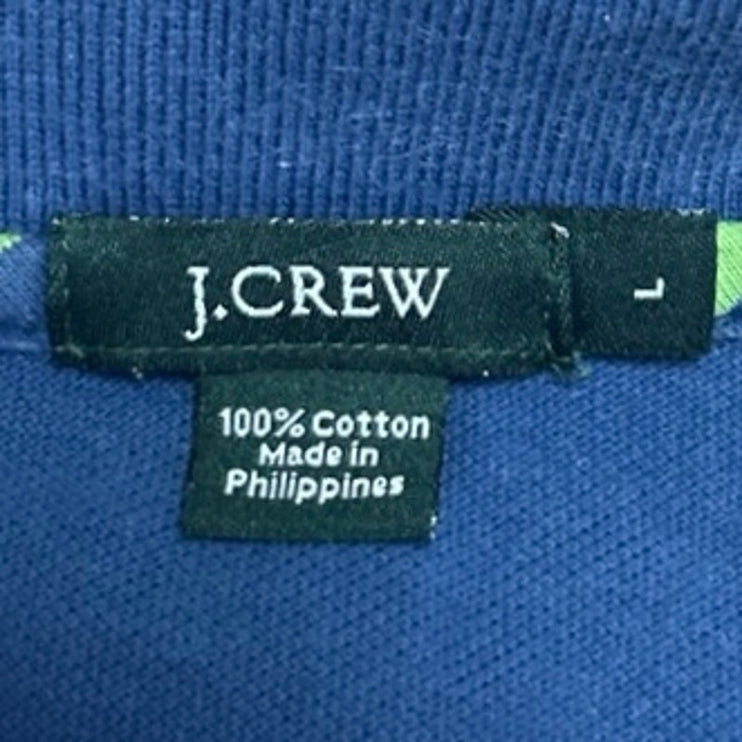 J.CREW
L
100% Cotton
Made in
Philippines